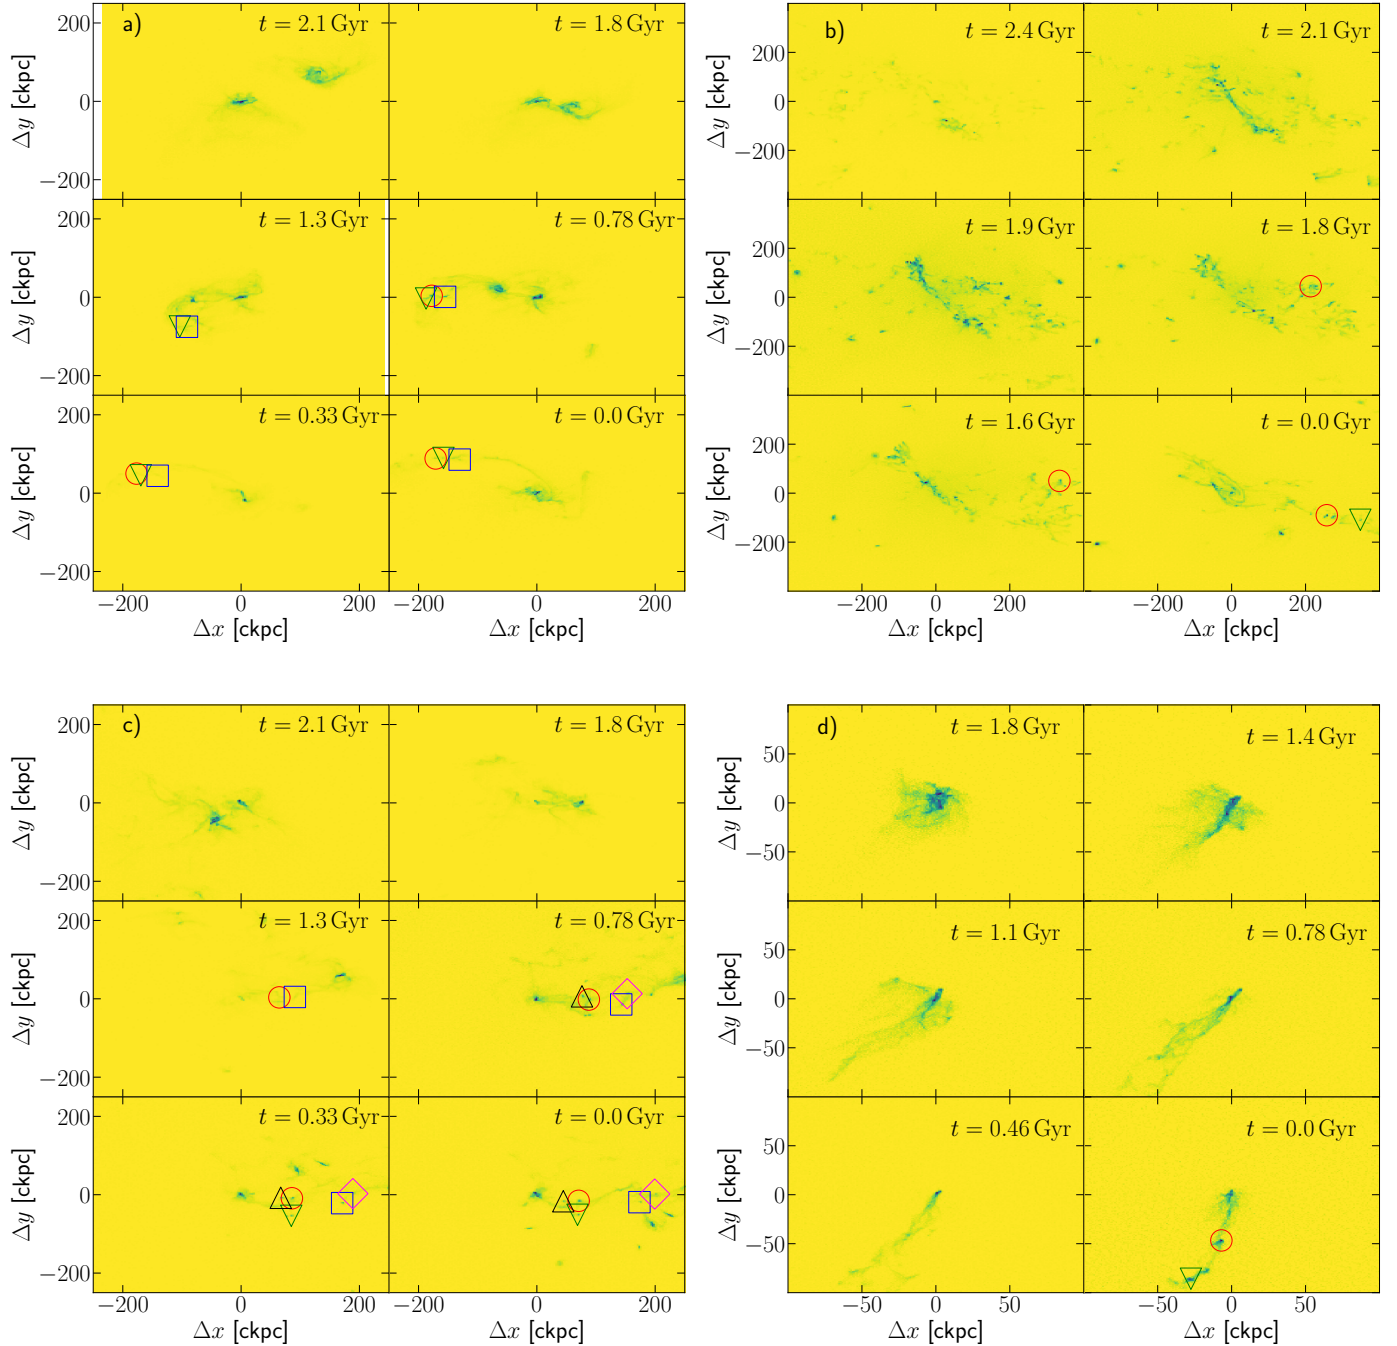 a)
t = 2.1 Gyr
t = 1.8 Gyr
200
0
−200
Δy [ckpc]
t = 1.3 Gyr
t = 0.78 Gyr
200
0
−200
Δy [ckpc]
t = 0.33 Gyr
t = 0.0 Gyr
200
0
−200
Δy [ckpc]
−200 0 200
−200 0 200
Δx [ckpc]
Δx [ckpc]
b)
t = 2.4 Gyr
t = 2.1 Gyr
200
0
−200
Δy [ckpc]
t = 1.9 Gyr
t = 1.8 Gyr
200
0
−200
Δy [ckpc]
t = 1.6 Gyr
t = 0.0 Gyr
200
0
−200
Δy [ckpc]
−200 0 200
−200 0 200
Δx [ckpc]
Δx [ckpc]
c)
t = 2.1 Gyr
t = 1.8 Gyr
200
0
−200
Δy [ckpc]
t = 1.3 Gyr
t = 0.78 Gyr
200
0
−200
Δy [ckpc]
t = 0.33 Gyr
t = 0.0 Gyr
200
0
−200
Δy [ckpc]
−200 0 200
−200 0 200
Δx [ckpc]
Δx [ckpc]
d)
t = 1.8 Gyr
t = 1.4 Gyr
50
0
−50
Δy [ckpc]
t = 1.1 Gyr
t = 0.78 Gyr
50
0
−50
Δy [ckpc]
t = 0.46 Gyr
t = 0.0 Gyr
50
0
−50
Δy [ckpc]
−50 0 50
−50 0 50
Δx [ckpc]
Δx [ckpc]